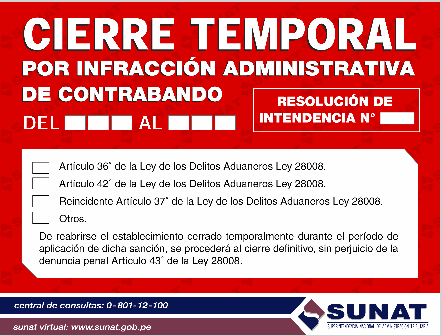 CIERRE TEMPORAL
POR INFRACCIÓN ADMINISTRATIVA
DE CONTRABANDO
DEL AL
RESOLUCIÓN DE
INTENDENCIA N°
Artículo 36° de la Ley de los Delitos Aduaneros Ley 28008.
Artículo 42° de la Ley de los Delitos Aduaneros Ley 28008.
Reincidente Artículo 37° de la Ley de los Delitos Aduaneros Ley 28008.
Otros.
De reabrirse el establecimiento cerrado temporalmente durante el período de
aplicación de dicha sanción, se procederá al cierre definitivo, sin perjuicio de la
denuncia penal Artículo 43° de la Ley 28008.
central de consultas: 0-801-12-100
sunat virtual: www.sunat.gob.pe
SUNAT